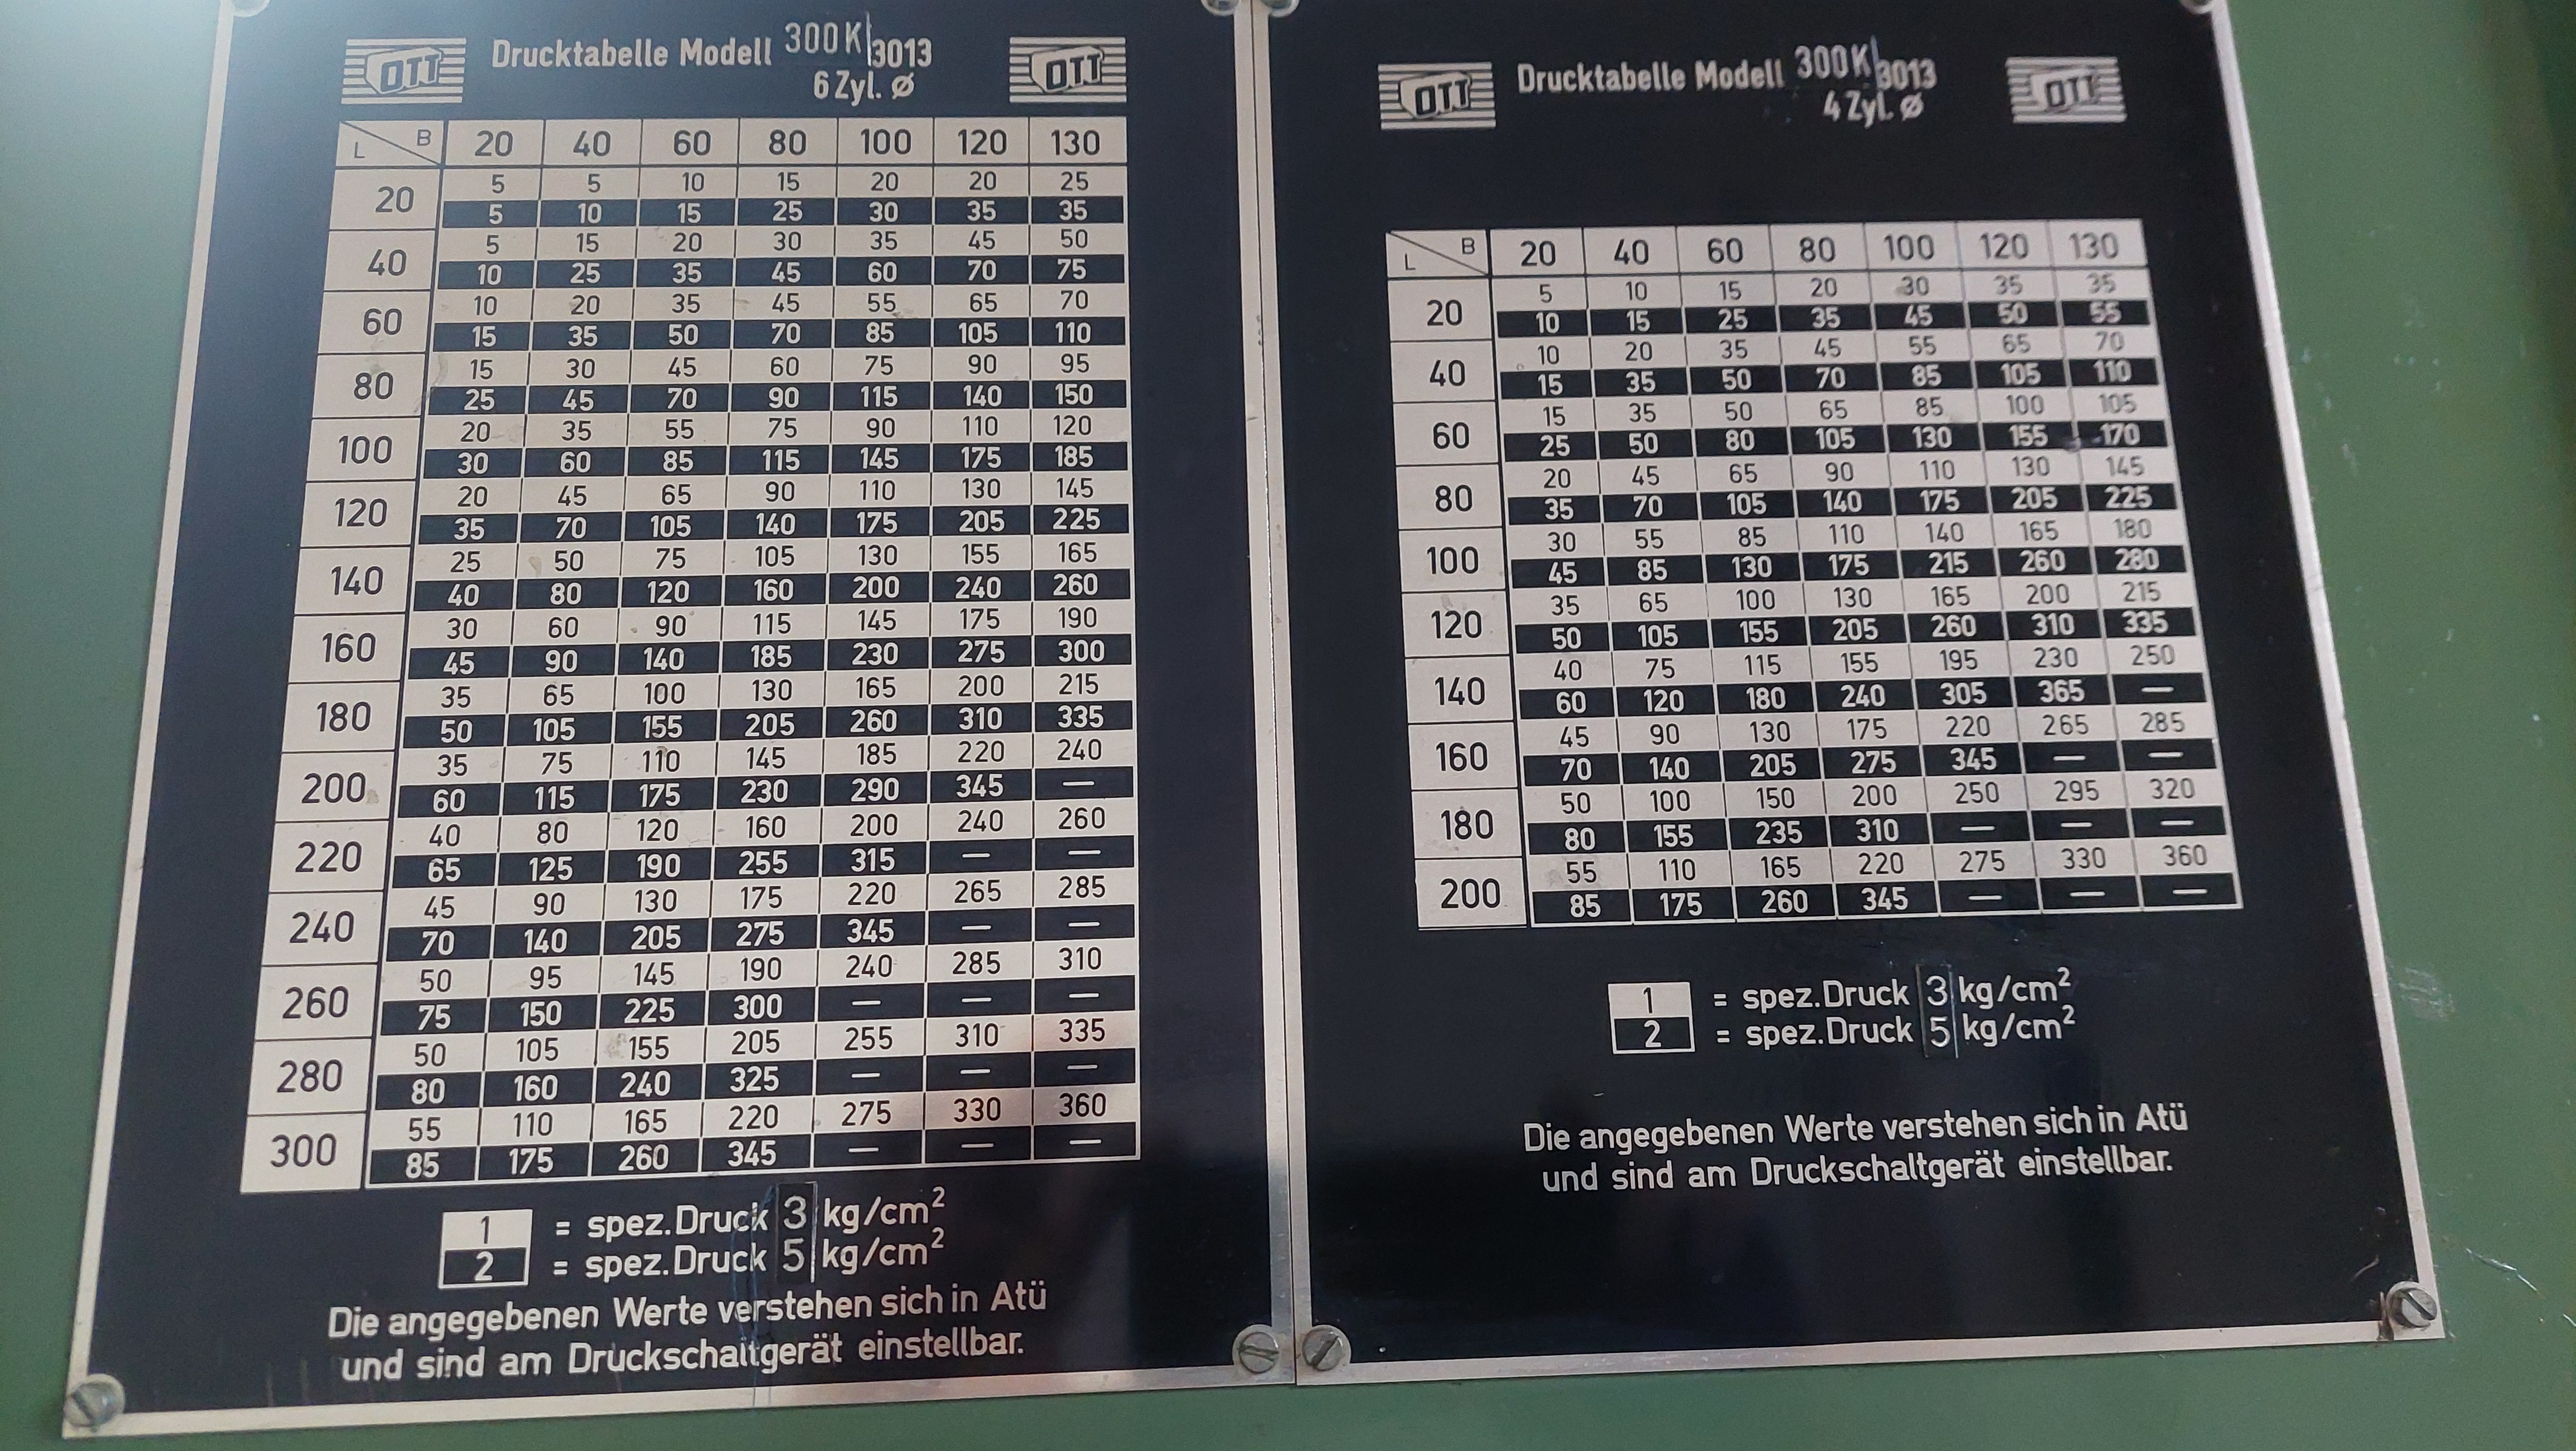 OTT Drucktabelle Modell 300K/3013 OTT
6 Zyl. Ø
L B 20 40 60 80 100 120 130
20 5 5 10 15 20 20 25
5 10 15 25 30 35 35
40 5 15 20 30 35 45 50
10 25 35 45 60 70 75
60 10 20 35 45 55 65 70
15 35 50 70 85 105 110
80 15 30 45 60 75 90 95
25 45 70 90 115 140 150
100 20 35 55 75 90 110 120
30 60 85 115 145 175 185
120 20 45 65 90 110 130 145
35 70 105 140 175 205 225
140 25 50 75 105 130 155 165
40 80 120 160 200 240 260
160 30 60 90 115 145 175 190
45 90 140 185 230 275 300
180 35 65 100 130 165 200 215
50 105 155 205 260 310 335
200 35 75 110 145 185 220 240
60 115 175 230 290 345 —
220 40 80 120 160 200 240 260
65 125 190 255 315 — —
240 45 90 130 175 220 265 285
70 140 205 275 345 — —
260 50 95 145 190 240 285 310
75 150 225 300 — — —
280 50 105 155 205 255 310 335
80 160 240 325 — — —
300 55 110 165 220 275 330 360
85 175 260 345 — — —
1 = spez. Druck 3 kg/cm²
2 = spez. Druck 5 kg/cm²
Die angegebenen Werte verstehen sich in Atü
und sind am Druckschaltgerät einstellbar.
OTT Drucktabelle Modell 300K/3013 OTT
4 Zyl. Ø
L B 20 40 60 80 100 120 130
20 5 10 15 20 30 35 35
10 15 25 35 45 50 55
40 10 20 35 45 55 65 70
15 35 50 70 85 105 110
60 15 35 50 65 85 100 105
25 50 80 105 130 155 170
80 20 45 65 90 110 130 145
35 70 105 140 175 205 225
100 30 55 85 110 140 165 180
45 85 130 175 215 260 280
120 35 65 100 130 165 200 215
50 105 155 205 260 310 335
140 40 75 115 155 195 230 250
60 120 180 240 305 365 —
160 45 90 130 175 220 265 285
70 140 205 275 345 — —
180 50 100 150 200 250 295 320
80 155 235 310 — — —
200 55 110 165 220 275 330 360
85 175 260 345 — — —
1 = spez. Druck 3 kg/cm²
2 = spez. Druck 5 kg/cm²
Die angegebenen Werte verstehen sich in Atü
und sind am Druckschaltgerät einstellbar.